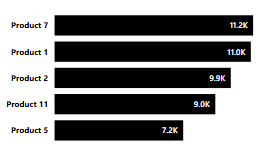 Product 7 11.2K
Product 1 11.0K
Product 2 9.9K
Product 11 9.0K
Product 5 7.2K